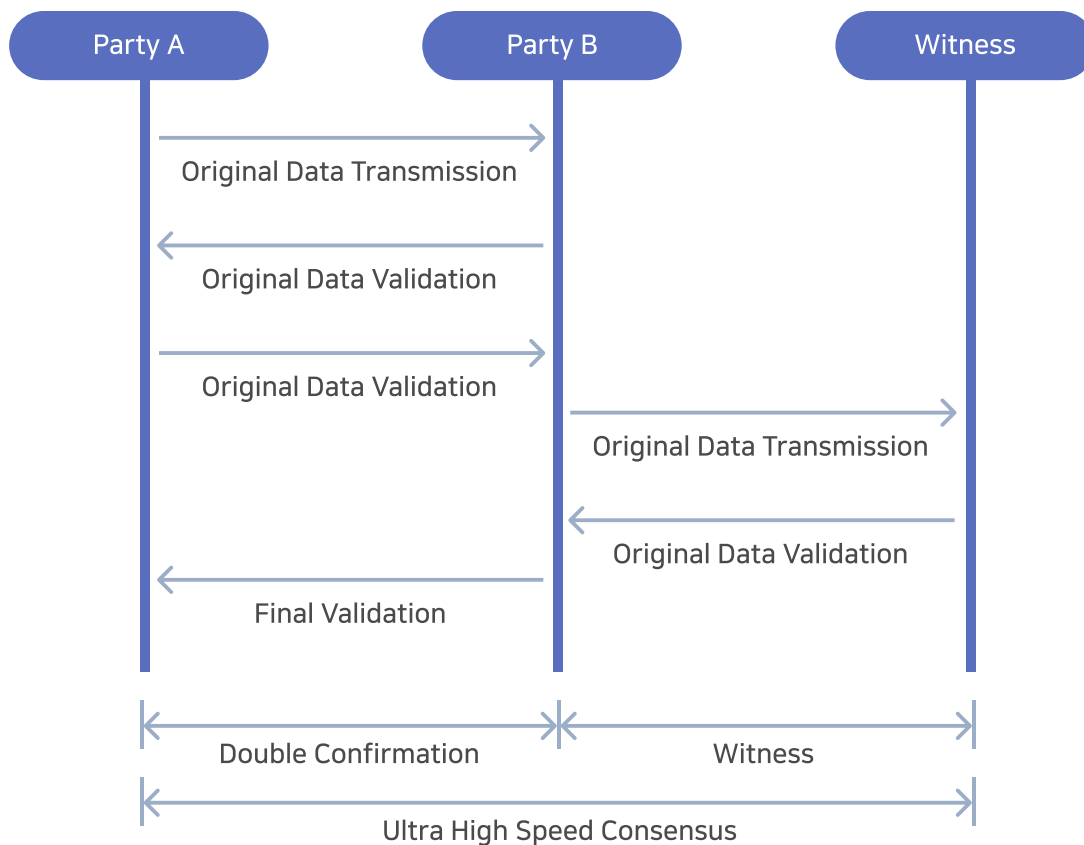 Party A
Party B
Witness
Original Data Transmission
Original Data Validation
Original Data Validation
Original Data Transmission
Original Data Validation
Final Validation
Double Confirmation
Witness
Ultra High Speed Consensus